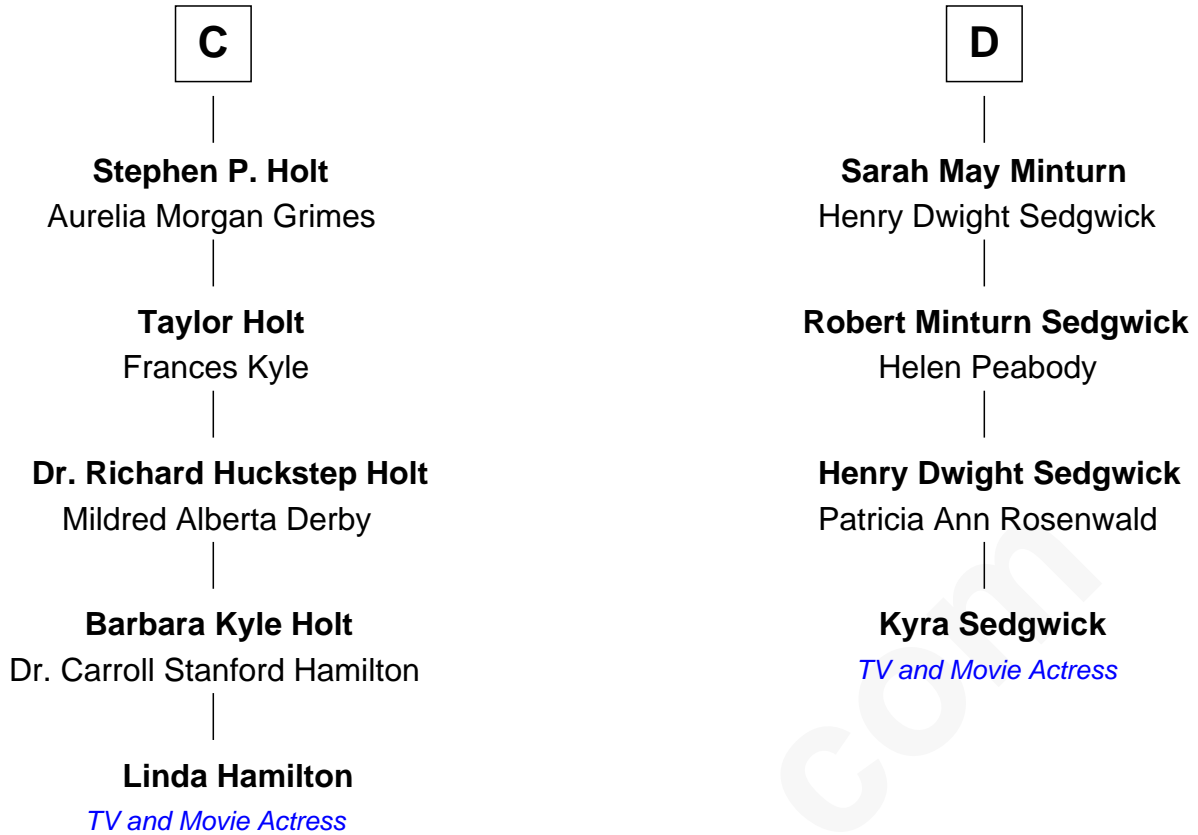 C
Stephen P. Holt
Aurelia Morgan Grimes
Taylor Holt
Frances Kyle
Dr. Richard Huckstep Holt
Mildred Alberta Derby
Barbara Kyle Holt
Dr. Carroll Stanford Hamilton
Linda Hamilton
TV and Movie Actress
D
Sarah May Minturn
Henry Dwight Sedgwick
Robert Minturn Sedgwick
Helen Peabody
Henry Dwight Sedgwick
Patricia Ann Rosenwald
Kyra Sedgwick
TV and Movie Actress
com